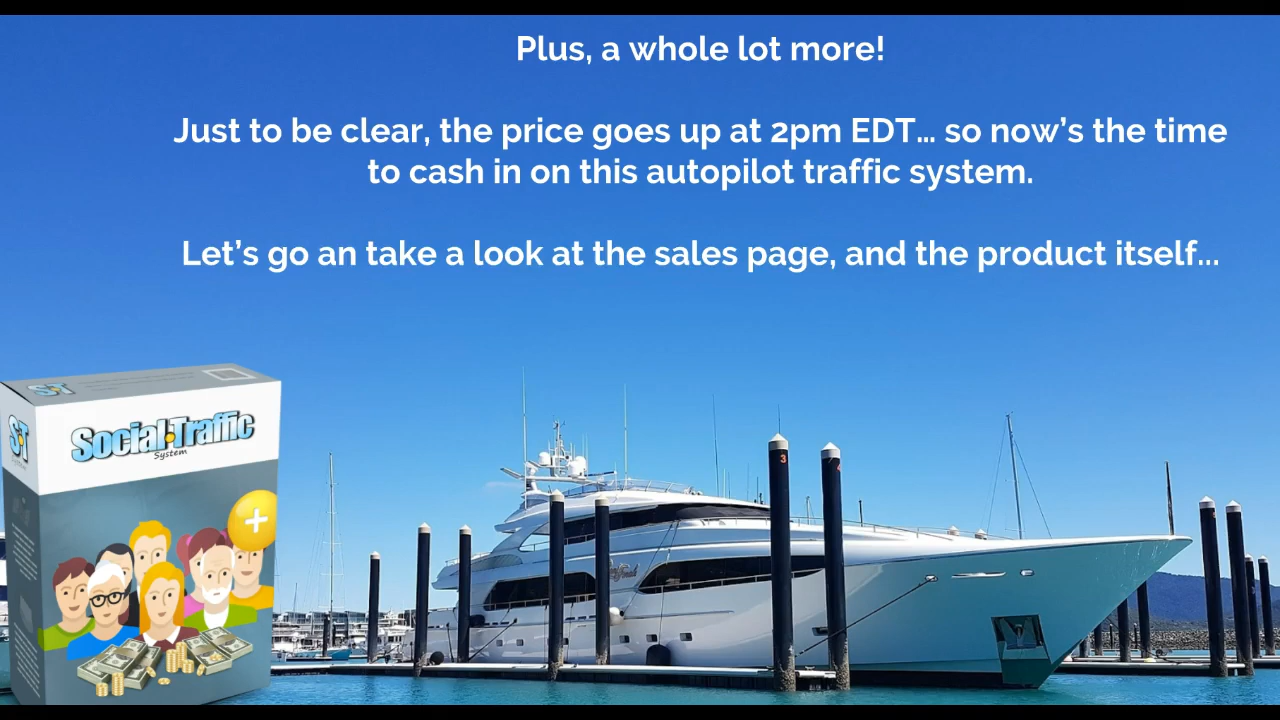 Plus, a whole lot more!
Just to be clear, the price goes up at 2pm EDT... so now's the time
to cash in on this autopilot traffic system.
Let's go an take a look at the sales page, and the product itself...
S•T
S•T
Social•Traffic
System
3